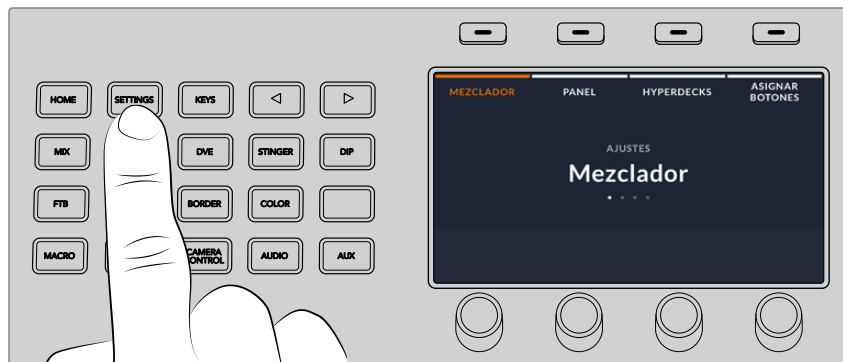 HOME SETTINGS KEYS
MIX DVE STINGER DIP
FTB BORDER COLOR
MACRO CAMERA CONTROL AUDIO AUX
MEZCLADOR PANEL HYPERDECKS ASIGNAR BOTONES
AJUSTES
Mezclador